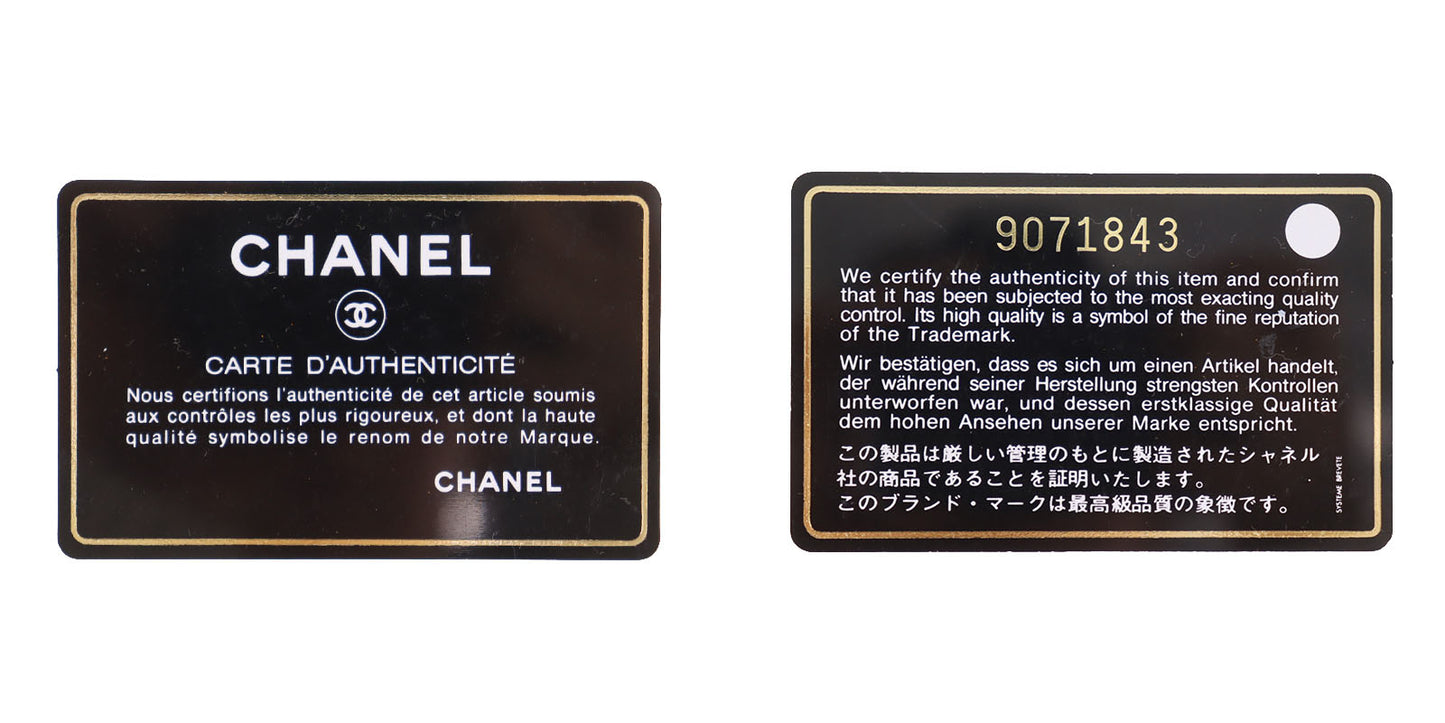 CHANEL
CARTE D'AUTHENTICITÉ
Nous certifions l'authenticité de cet article soumis
aux contrôles les plus rigoureux, et dont la haute
qualité symbolise le renom de notre Marque.
CHANEL
9071843
We certify the authenticity of this item and confirm
that it has been subjected to the most exacting quality
control. Its high quality is a symbol of the fine reputation
of the Trademark.
Wir bestätigen, dass es sich um einen Artikel handelt,
der während seiner Herstellung strengsten Kontrollen
unterworfen war, und dessen erstklassige Qualität
dem hohen Ansehen unserer Marke entspricht.
この製品は厳しい管理のもとに製造されたシャネル
社の商品であることを証明いたします。
このブランド・マークは最高級品質の象徴です。
SYSTEME BREVETE